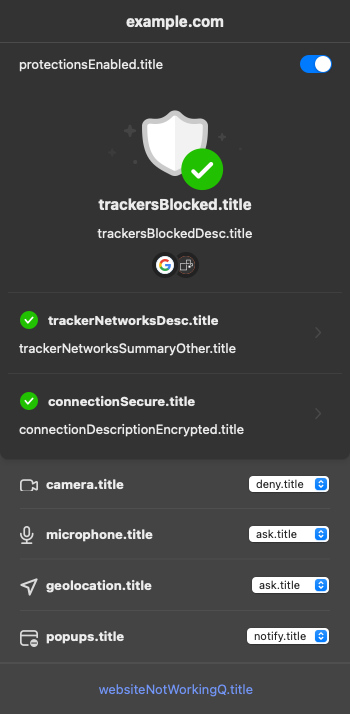 example.com
protectionsEnabled.title
trackersBlocked.title
trackersBlockedDesc.title
trackerNetworksDesc.title
trackerNetworksSummaryOther.title
connectionSecure.title
connectionDescriptionEncrypted.title
camera.title deny.title
microphone.title ask.title
geolocation.title ask.title
popups.title notify.title
websiteNotWorkingQ.title